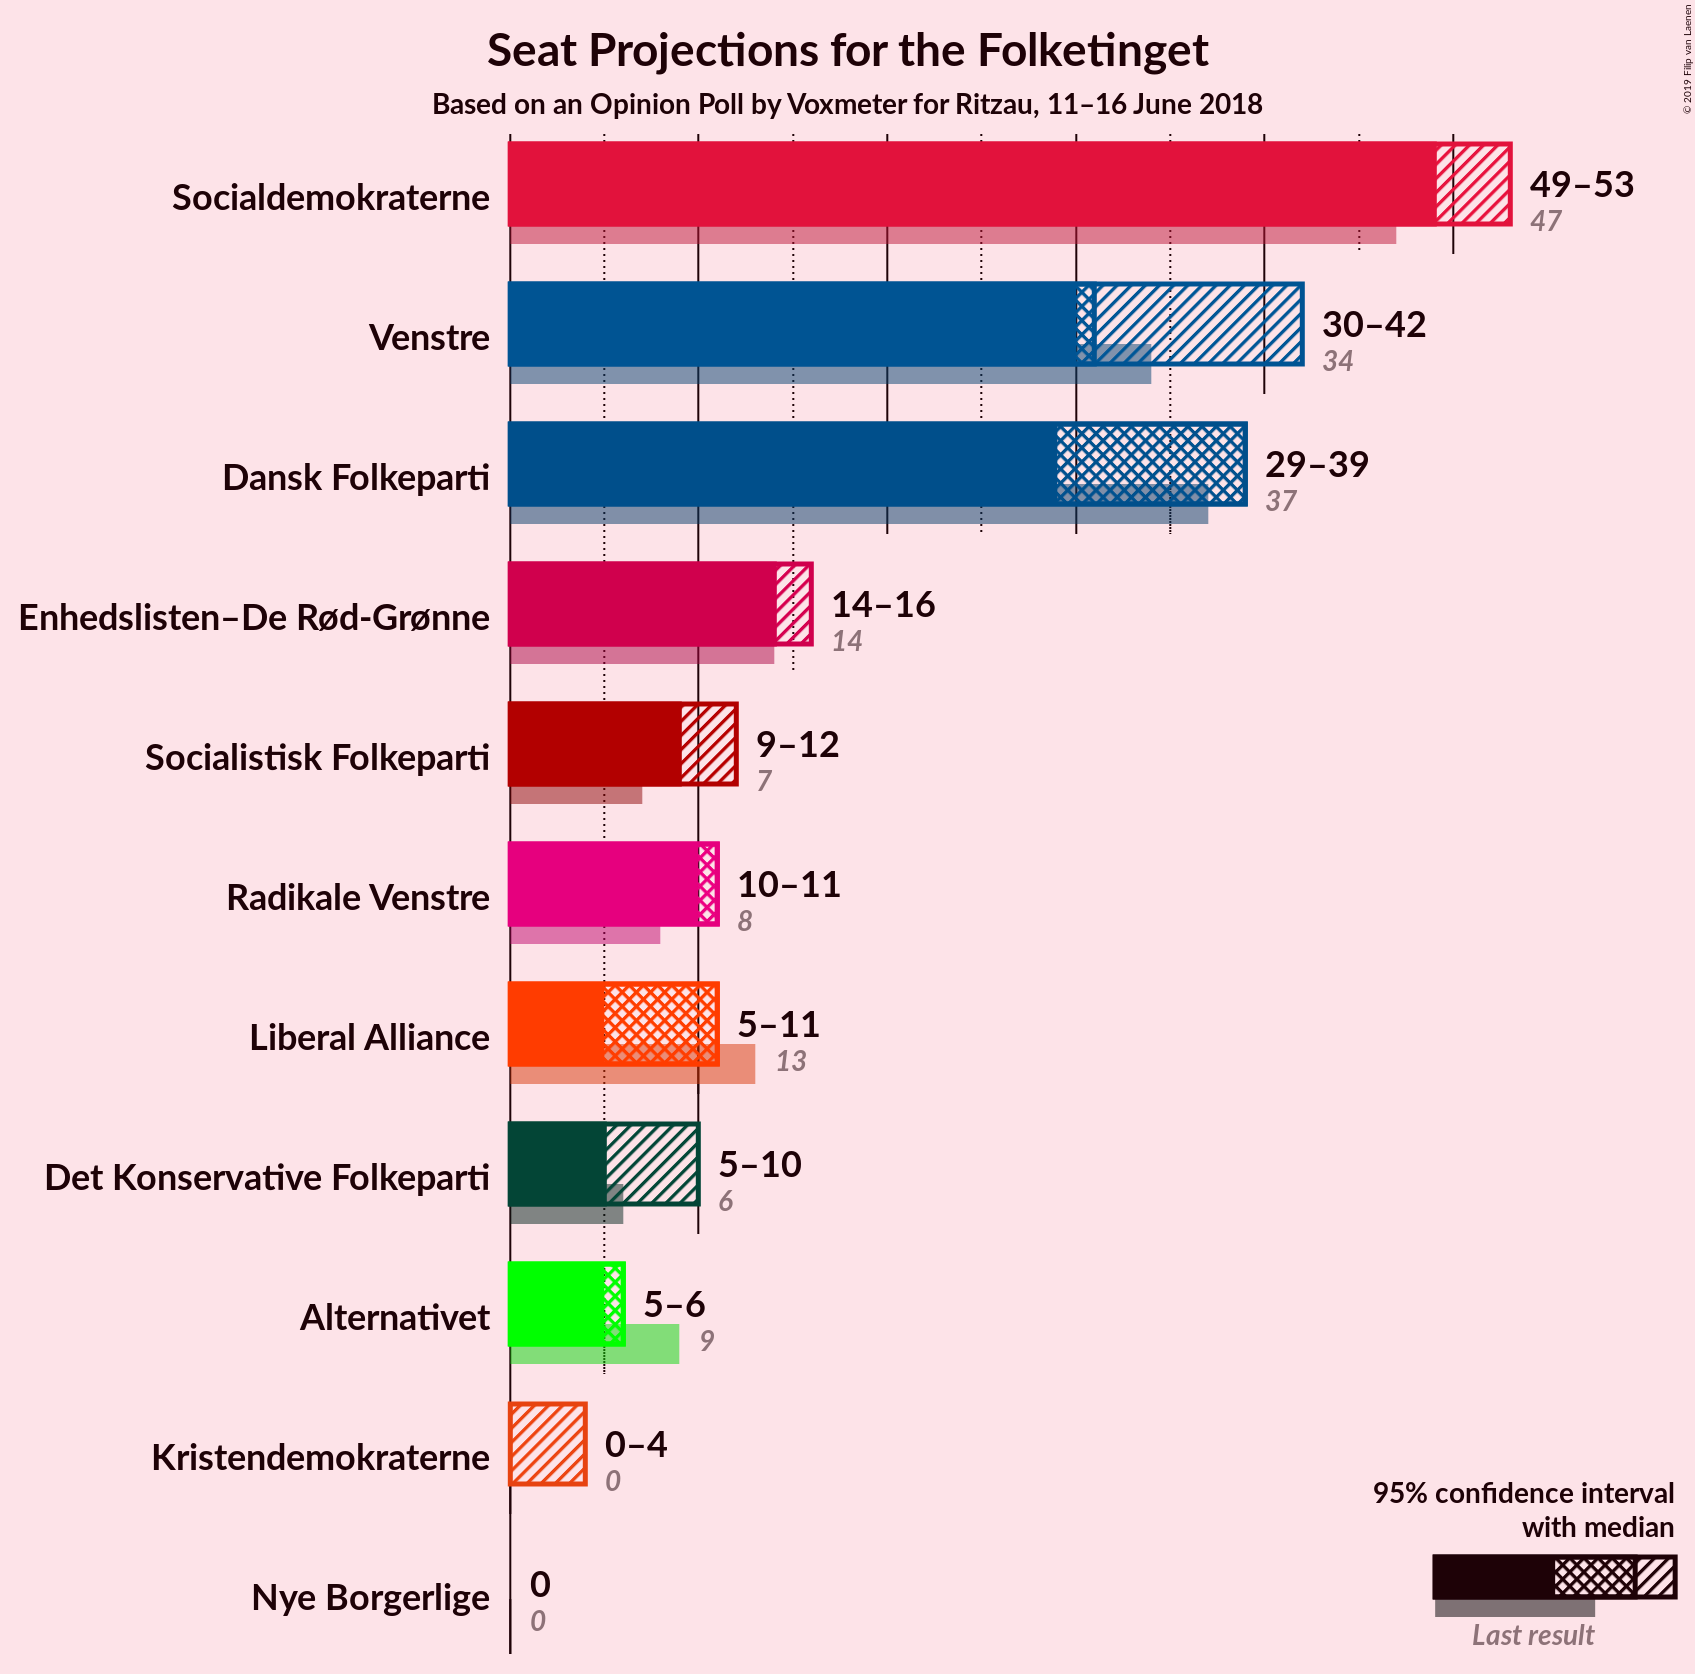 Seat Projections for the Folketinget
Based on an Opinion Poll by Voxmeter for Ritzau, 11–16 June 2018
© 2019 Filip van Laenen
Socialdemokraterne
49–53
47
Venstre
30–42
34
Dansk Folkeparti
29–39
37
Enhedslisten–De Rød-Grønne
14–16
14
Socialistisk Folkeparti
9–12
7
Radikale Venstre
10–11
8
Liberal Alliance
5–11
13
Det Konservative Folkeparti
5–10
6
Alternativet
5–6
9
Kristendemokraterne
0–4
0
Nye Borgerlige
0
0
95% confidence interval
with median
Last result